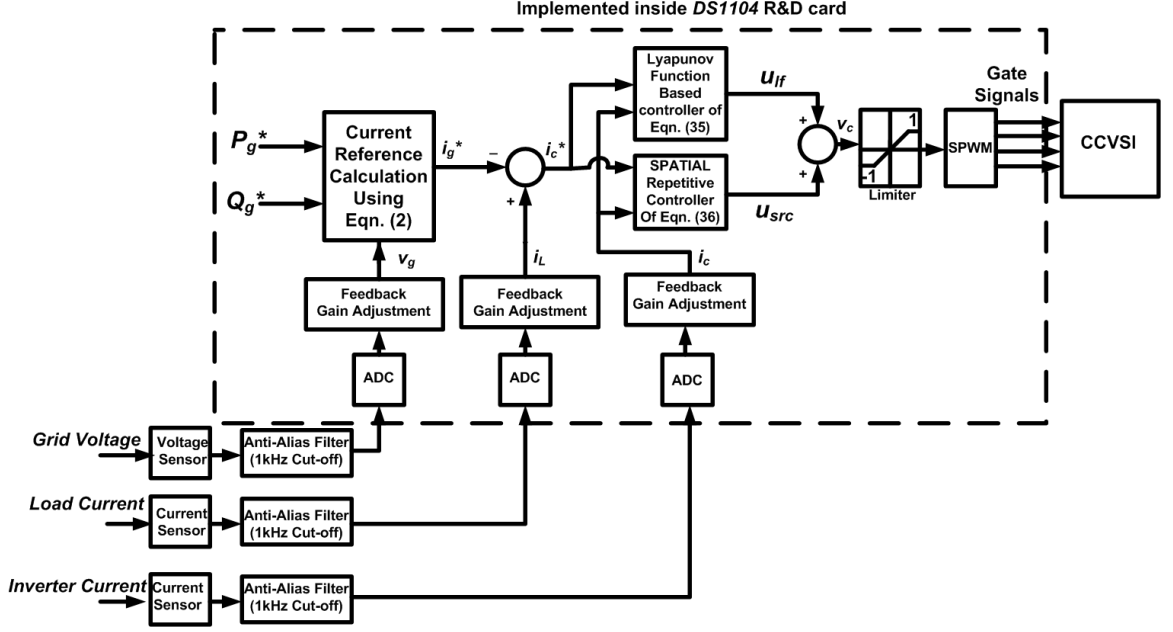 Implemented inside DS1104 R&D card
Lyapunov
Function
Based
controller of
Eqn. (35)
u_lf
Gate
Signals
P_g*
Q_g*
Current
Reference
Calculation
Using
Eqn. (2)
i_g*
−
+
i_c*
SPATIAL
Repetitive
Controller
Of Eqn. (36)
u_src
+
+
v_c
1
-1
Limiter
SPWM
CCVSI
v_g
i_L
i_c
Feedback
Gain Adjustment
Feedback
Gain Adjustment
Feedback
Gain Adjustment
ADC
ADC
ADC
Grid Voltage
Voltage
Sensor
Anti-Alias Filter
(1kHz Cut-off)
Load Current
Current
Sensor
Anti-Alias Filter
(1kHz Cut-off)
Inverter Current
Current
Sensor
Anti-Alias Filter
(1kHz Cut-off)